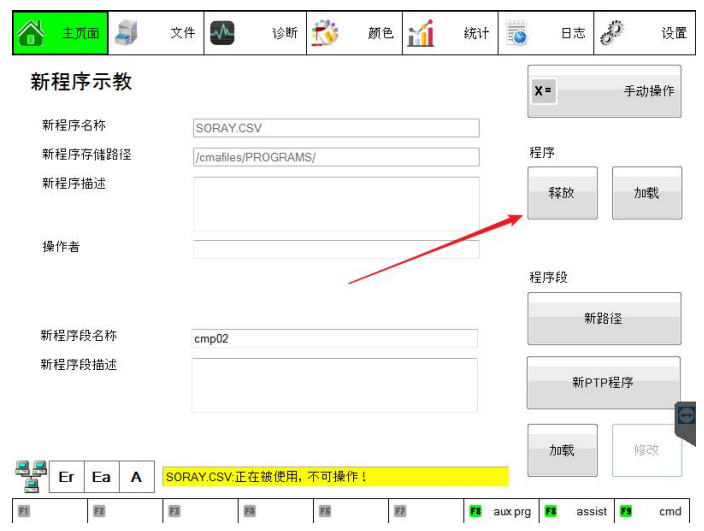 主页面 文件 诊断 颜色 统计 日志 设置
新程序示教
X= 手动操作
新程序名称 SORAY.CSV
新程序存储路径 /cmafiles/PROGRAMS/
程序
新程序描述
释放 加载
操作者
程序段
新路径
新程序段名称 cmp02
新程序段描述
新PTP程序
加载 修改
Er Ea A SORAY.CSV:正在被使用，不可操作！
F1 F2 F3 F4 F6 F7 F8 aux prg F8 assist F9 cmd